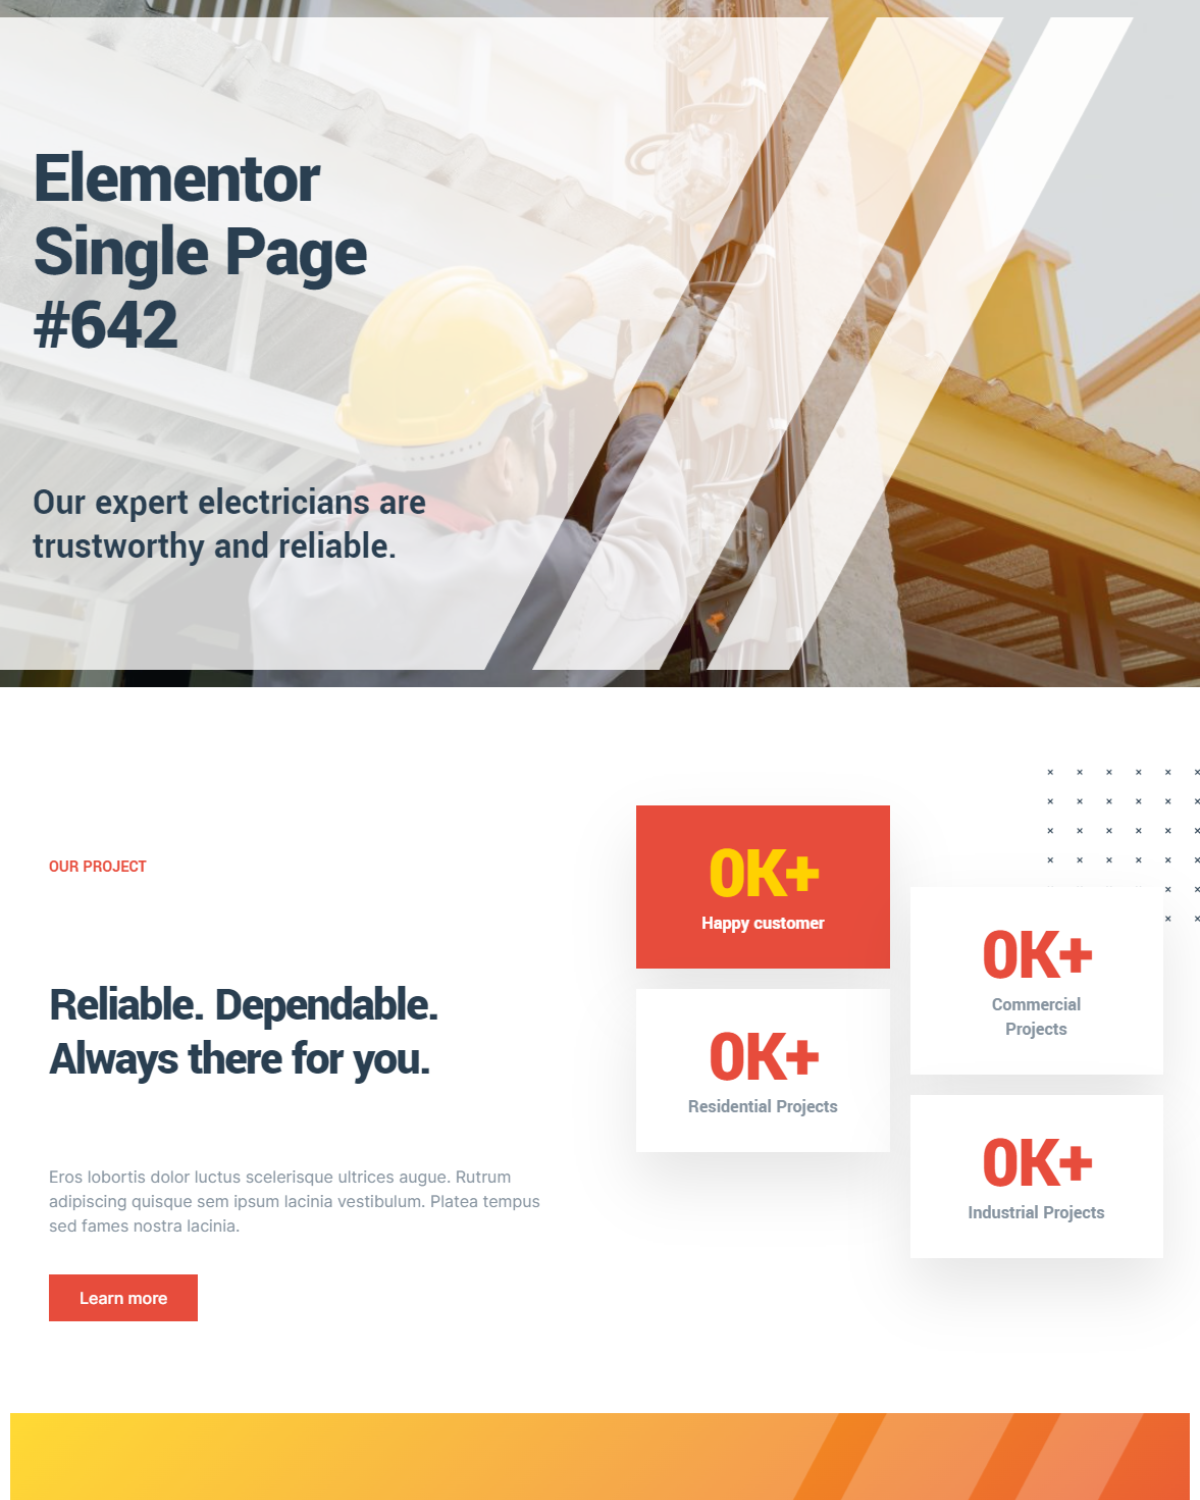 Elementor
Single Page
#642
Our expert electricians are
trustworthy and reliable.
OUR PROJECT
Reliable. Dependable.
Always there for you.
Eros lobortis dolor luctus scelerisque ultrices augue. Rutrum
adipiscing quisque sem ipsum lacinia vestibulum. Platea tempus
sed fames nostra lacinia.
Learn more
0K+
Happy customer
0K+
Residential Projects
0K+
Commercial
Projects
0K+
Industrial Projects